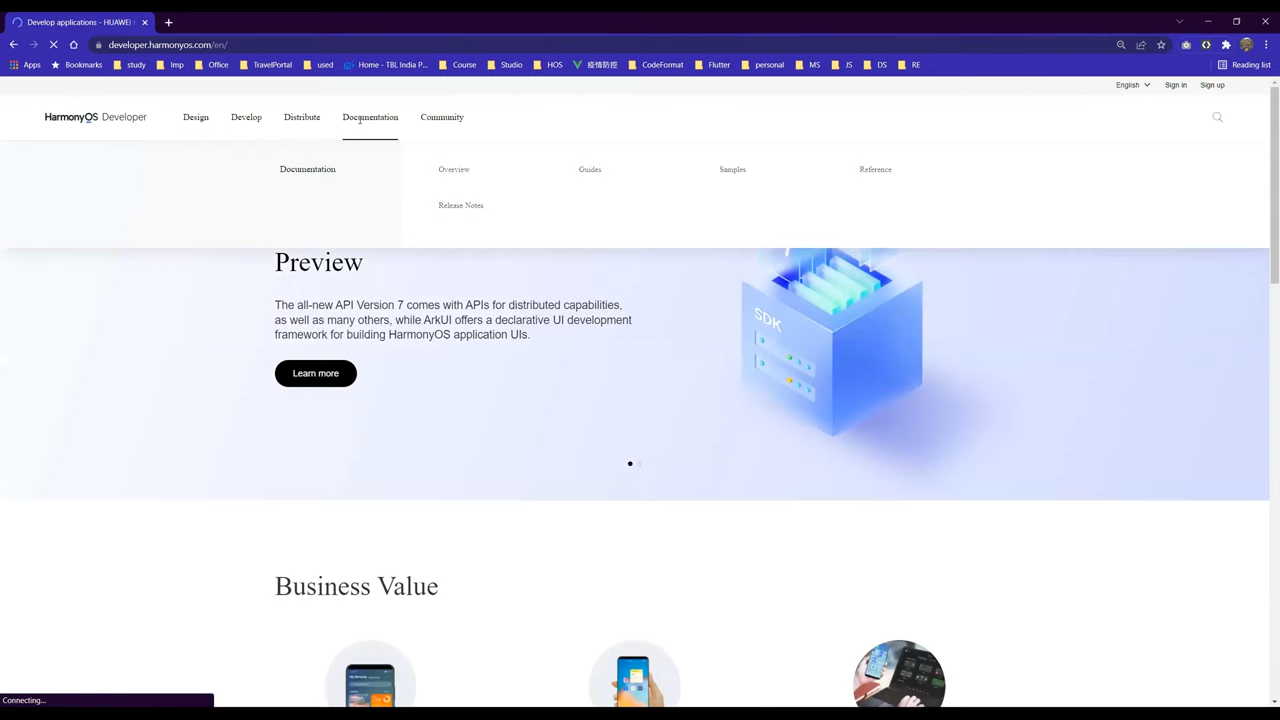 Develop applications - HUAWEI
developer.harmonyos.com/en/
Apps Bookmarks study Imp Office TravelPortal used Home - TBL India P... Course Studio HOS 疫情防控 CodeFormat Flutter personal MS JS DS RE Reading list
English Sign in Sign up
HarmonyOS Developer Design Develop Distribute Documentation Community
Documentation Overview Guides Samples Reference
Release Notes
Preview
The all-new API Version 7 comes with APIs for distributed capabilities,
as well as many others, while ArkUI offers a declarative UI development
framework for building HarmonyOS application UIs.
SDK
Learn more
Business Value
My Services
Connecting...